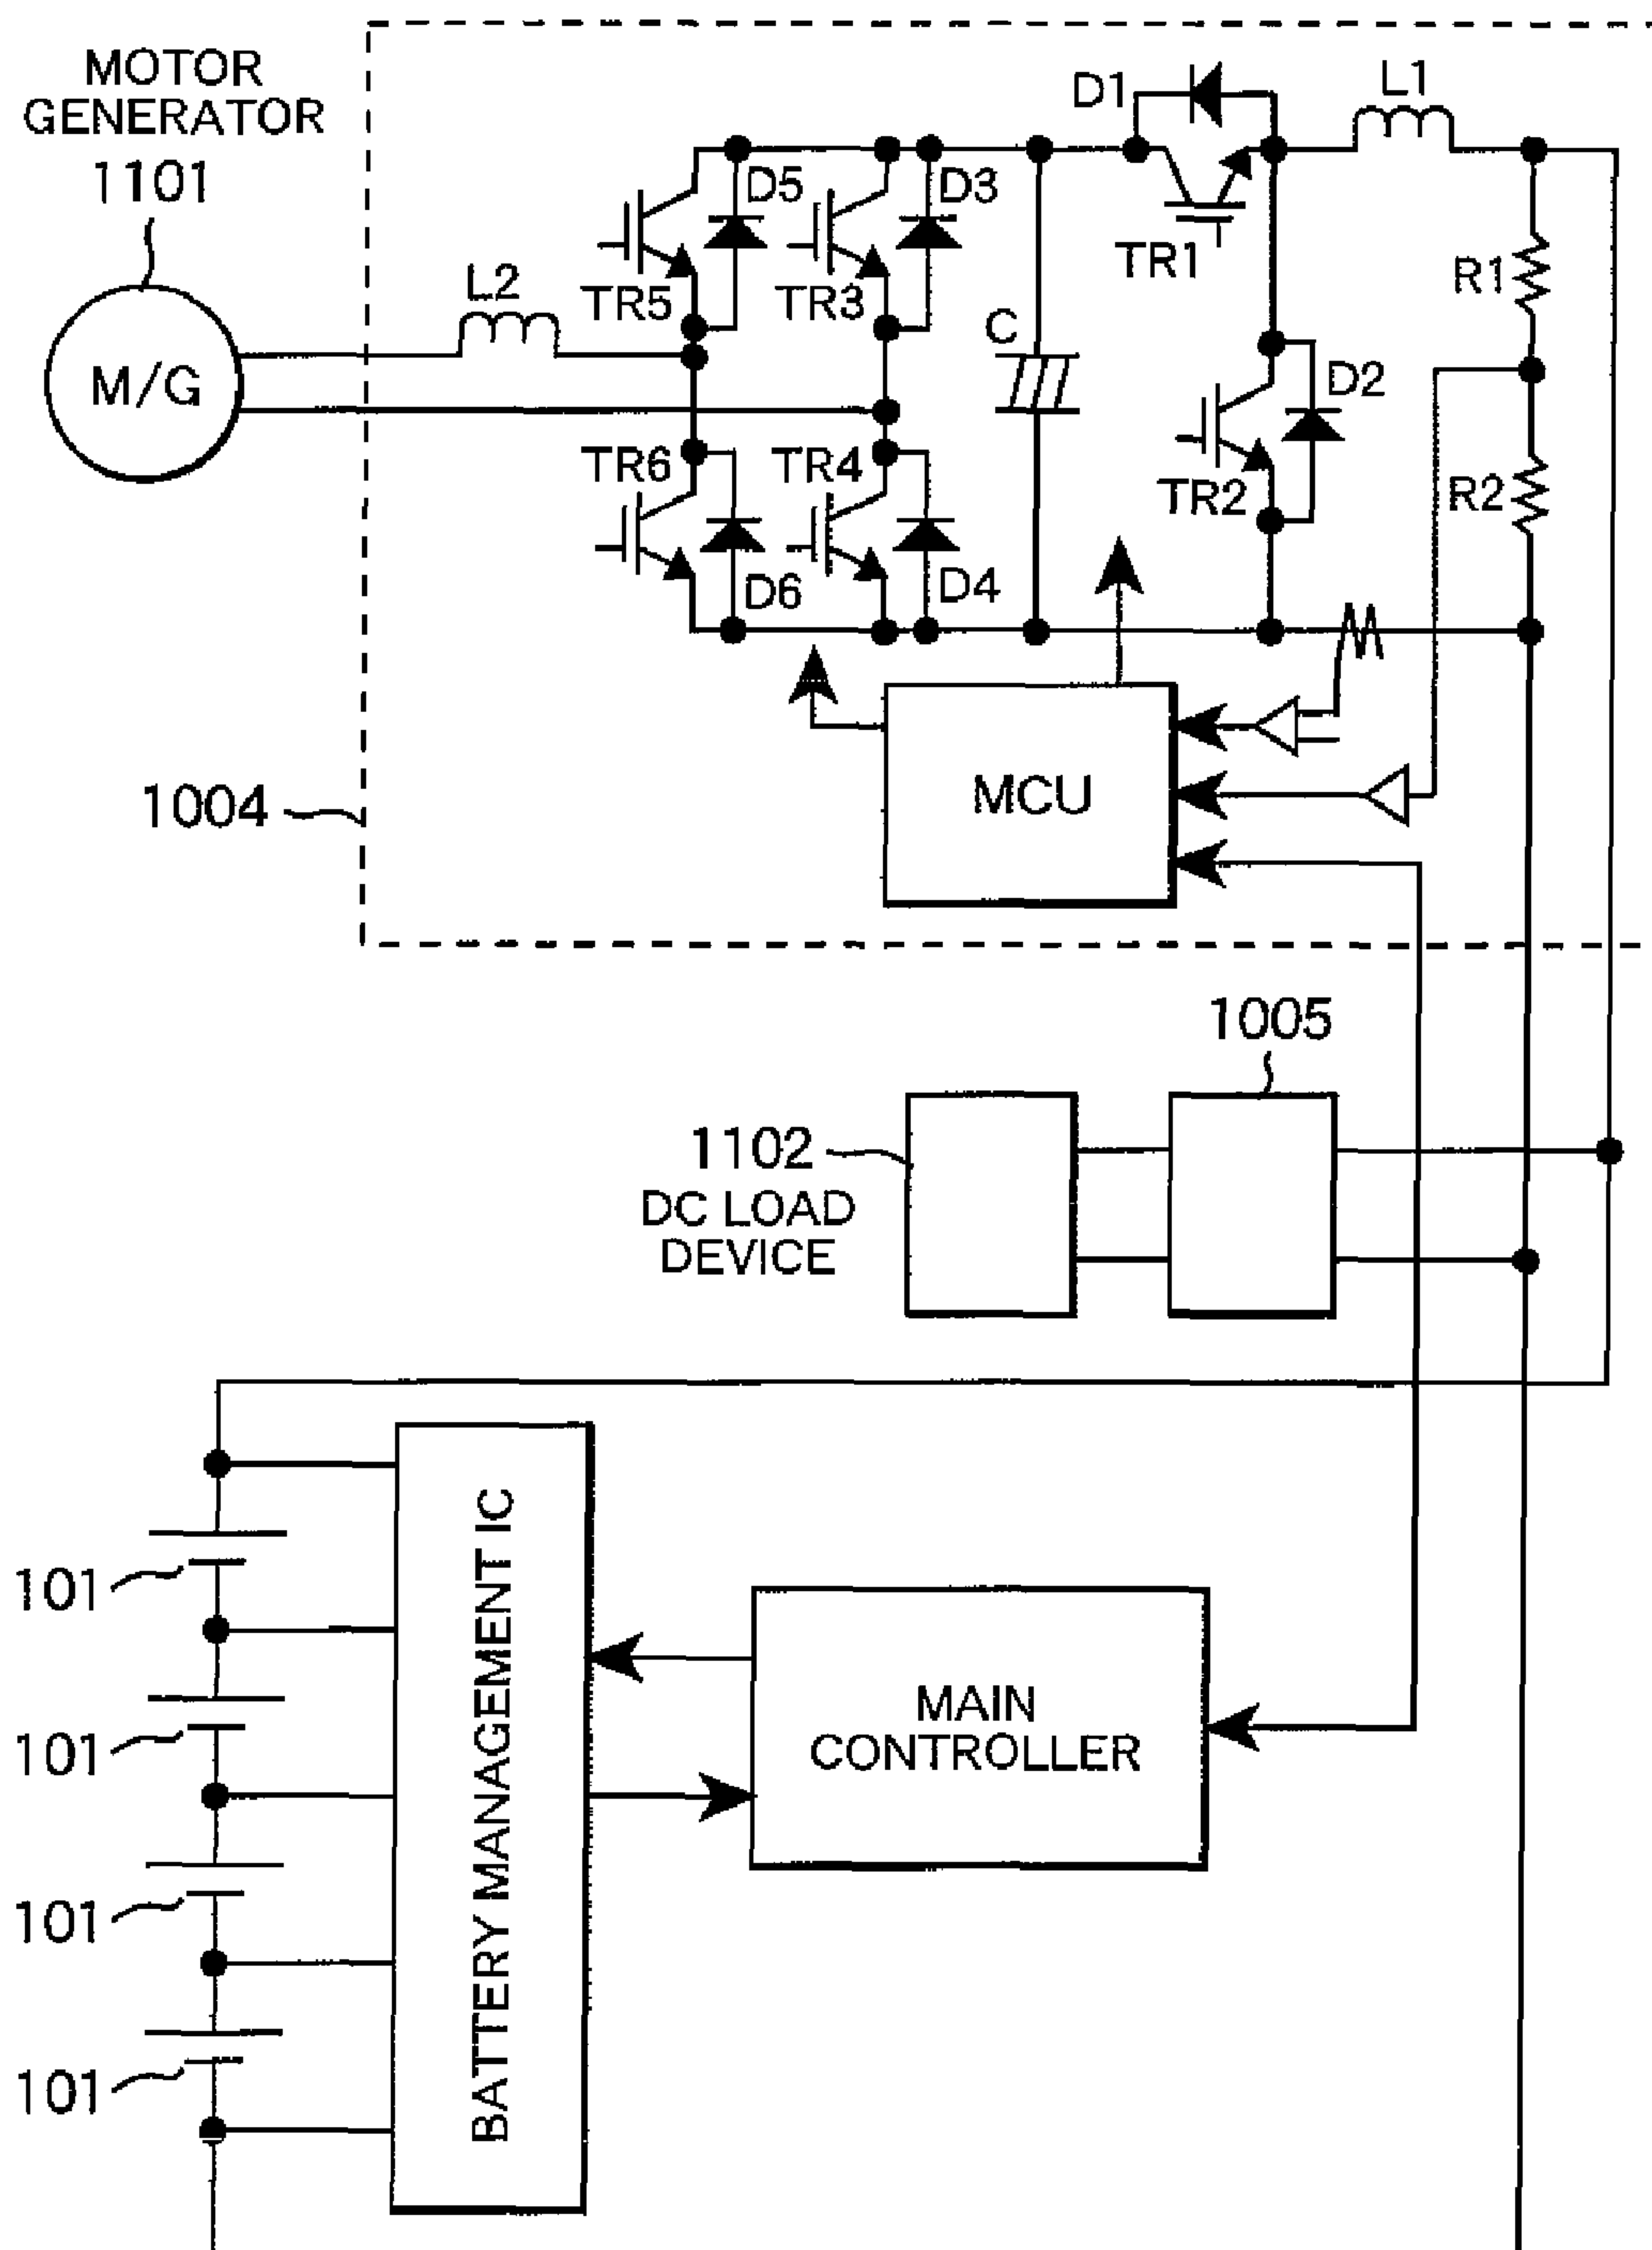 MOTOR
GENERATOR
1101
M/G
L2
D1
L1
D5
D3
TR1
TR5
TR3
C
R1
D2
TR6
TR4
TR2
R2
D6
D4
1004
MCU
1005
1102
DC LOAD
DEVICE
101
101
101
101
BATTERY MANAGEMENT IC
MAIN
CONTROLLER